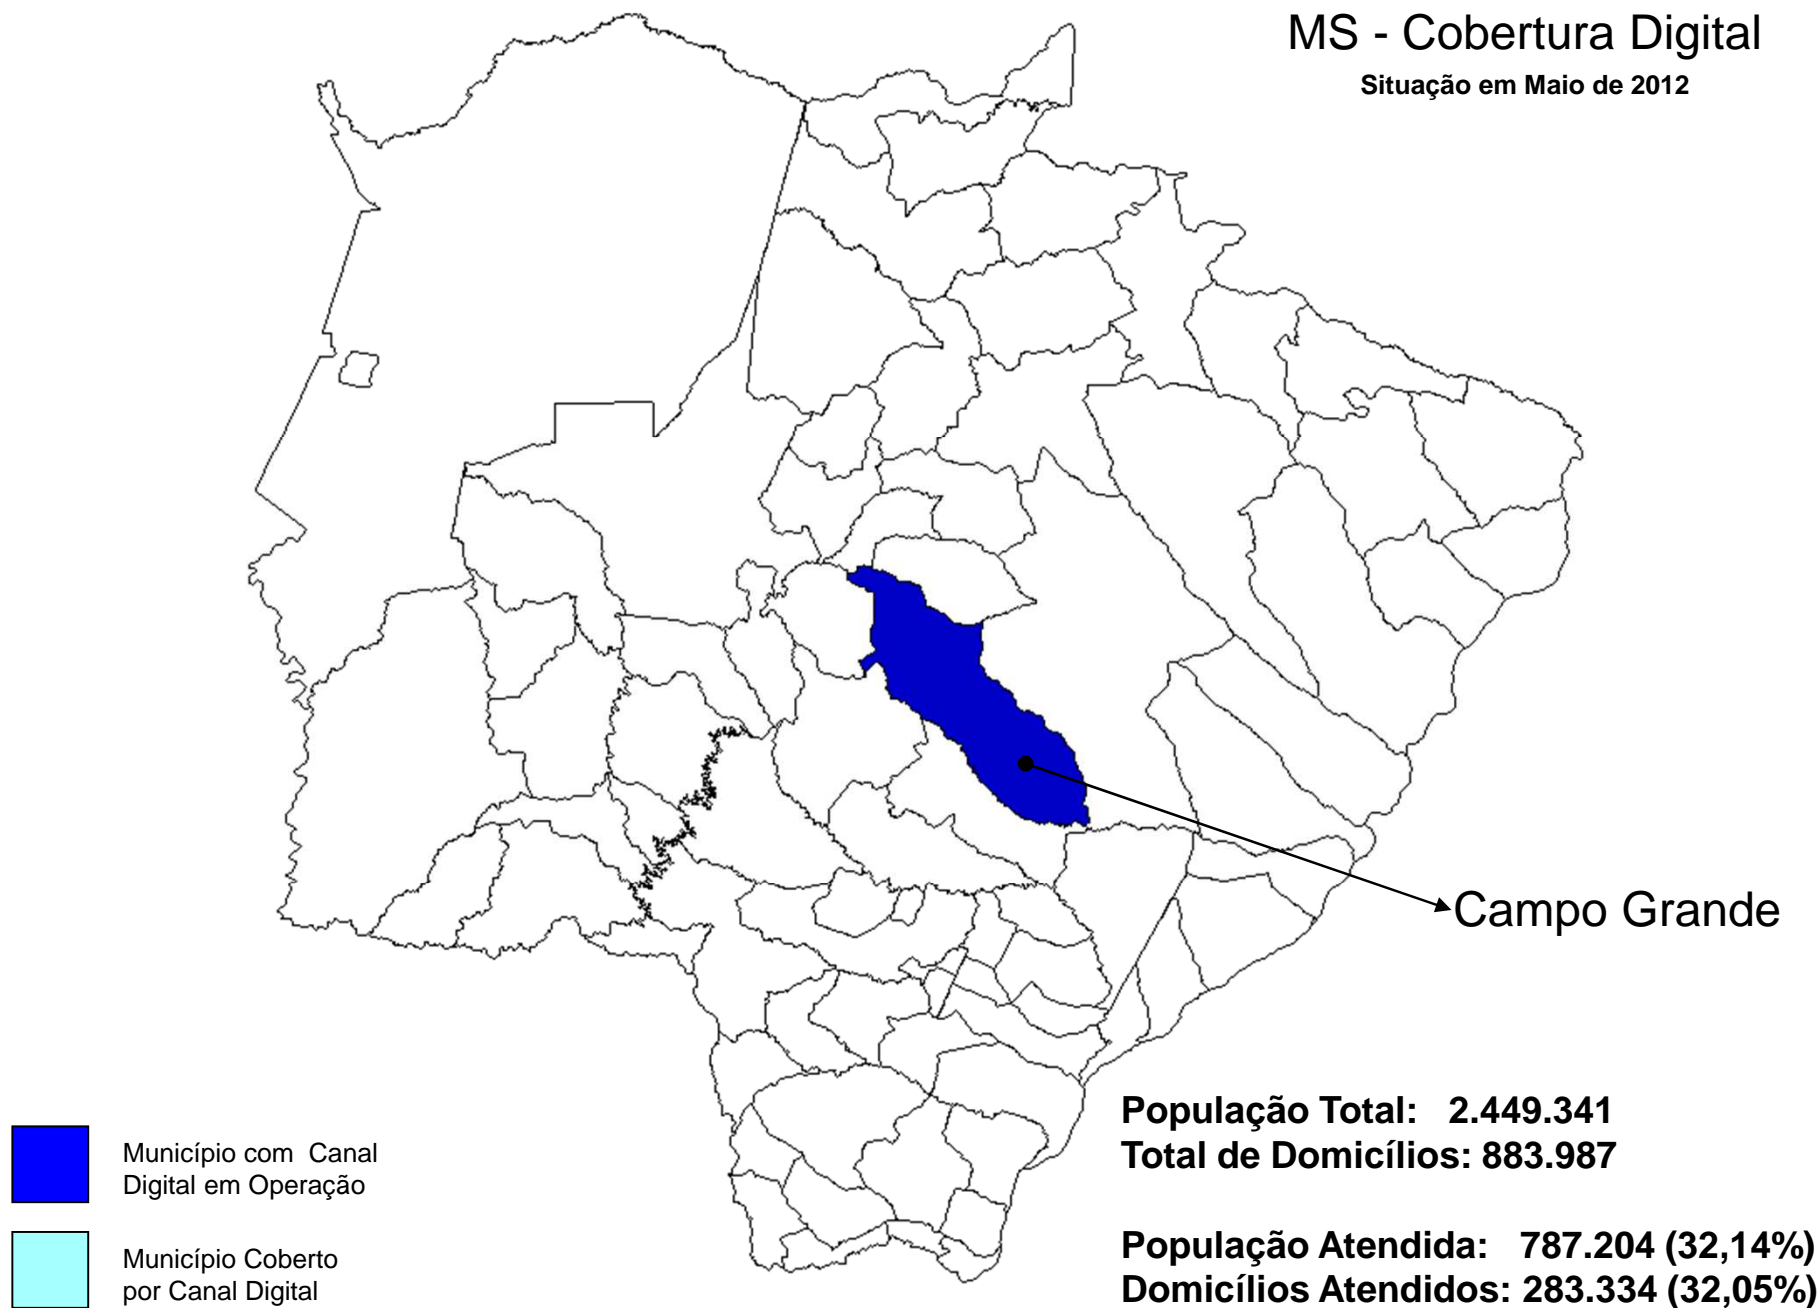 MS - Cobertura Digital
Situação em Maio de 2012
Campo Grande
População Total: 2.449.341
Total de Domicílios: 883.987
Município com Canal
Digital em Operação
População Atendida: 787.204 (32,14%)
Domicílios Atendidos: 283.334 (32,05%)
Município Coberto
por Canal Digital